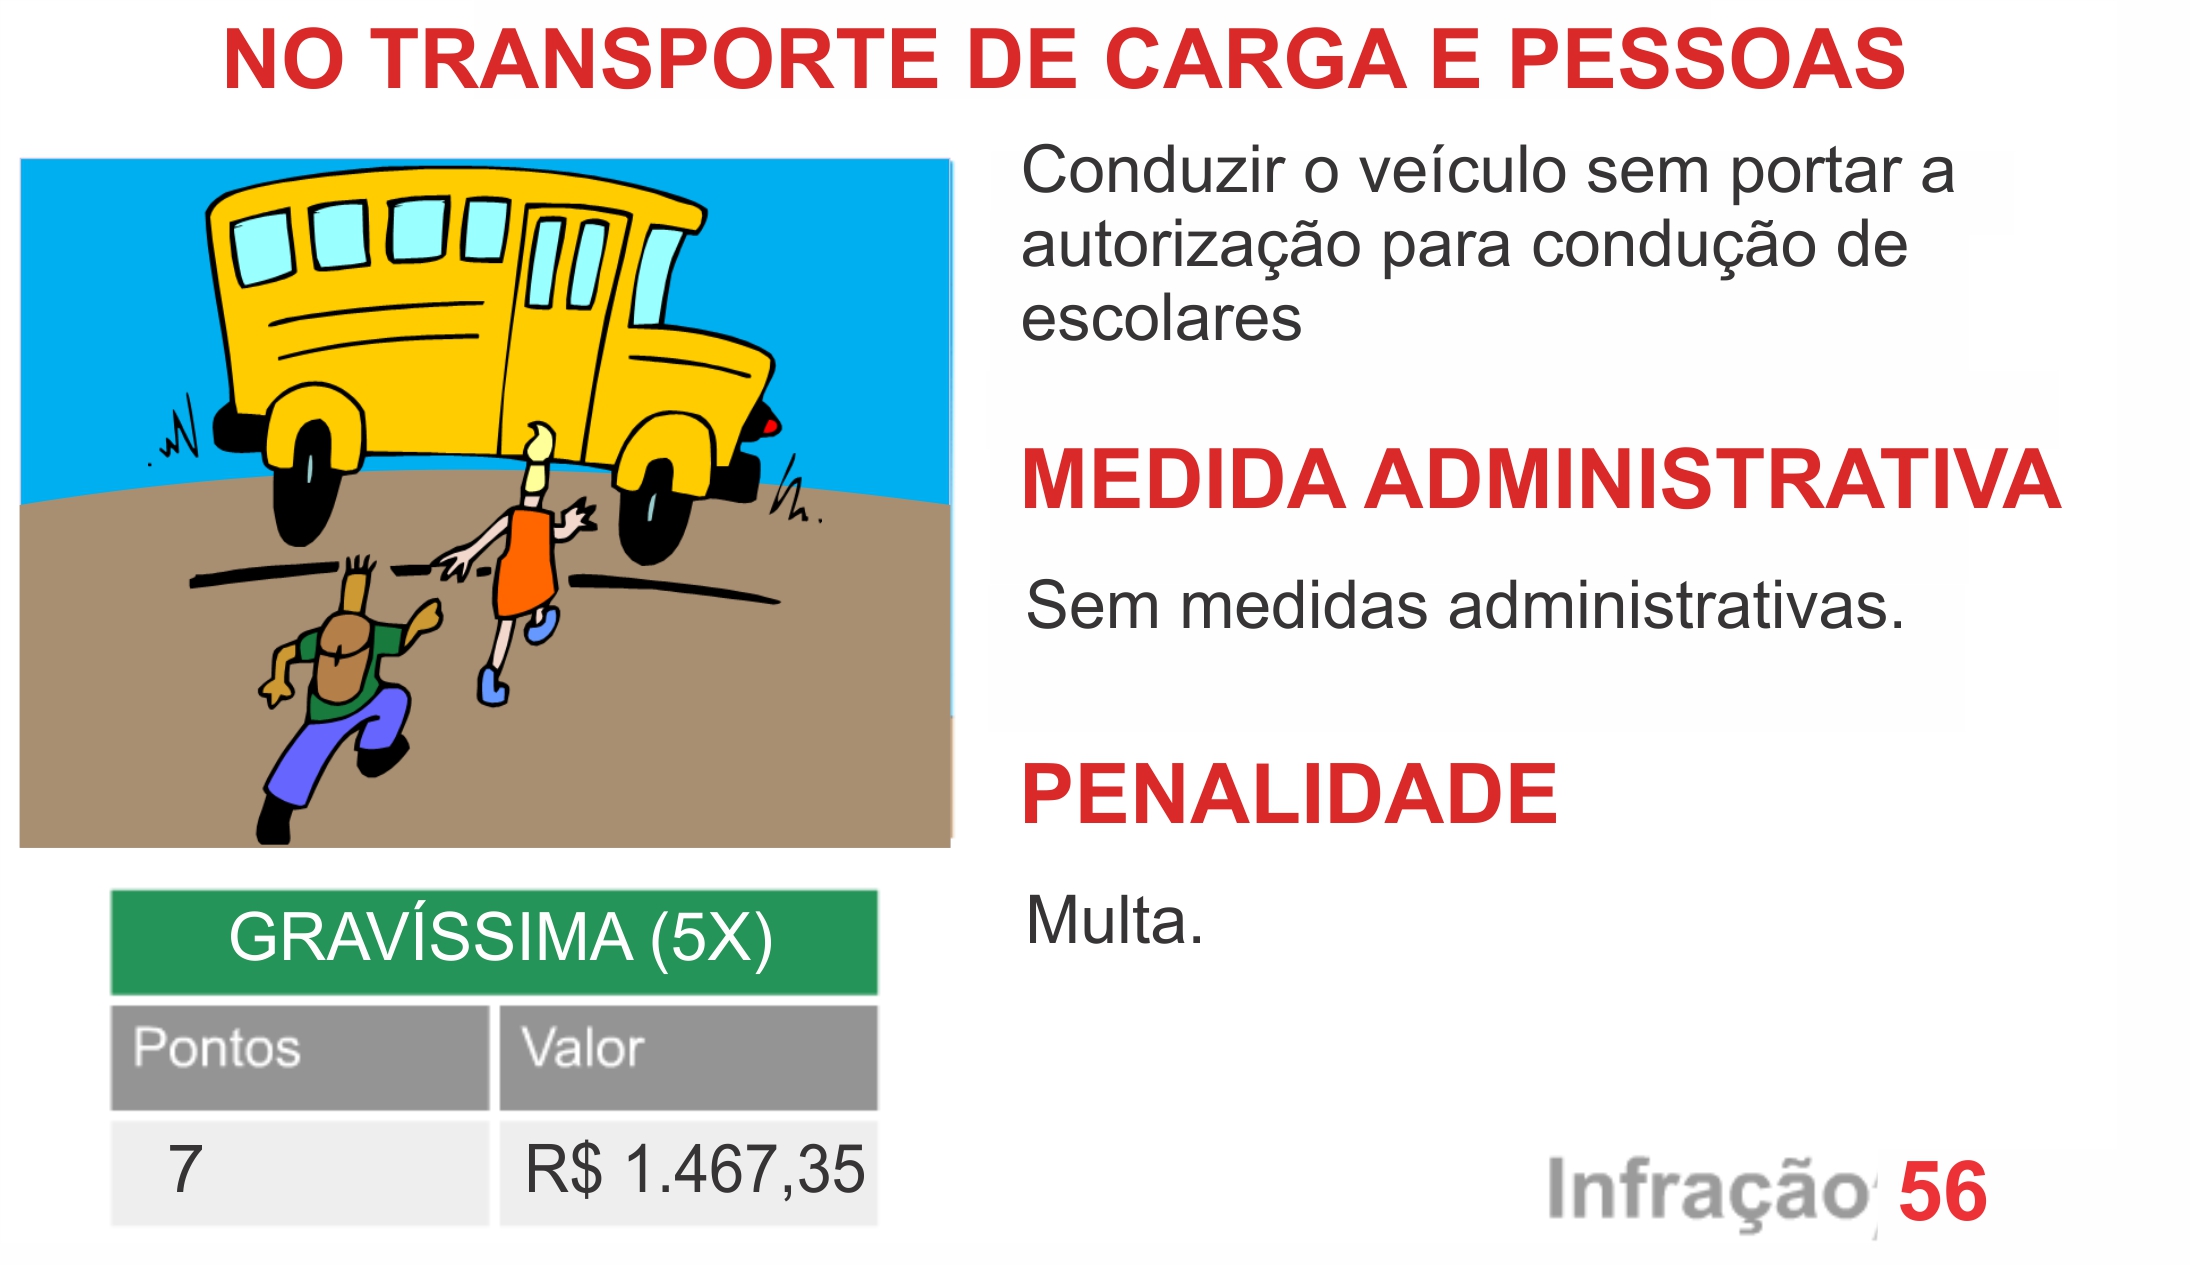 NO TRANSPORTE DE CARGA E PESSOAS
Conduzir o veículo sem portar a
autorização para condução de
escolares
MEDIDA ADMINISTRATIVA
Sem medidas administrativas.
PENALIDADE
Multa.
GRAVÍSSIMA (5X)
Pontos Valor
7 R$ 1.467,35
Infração 56